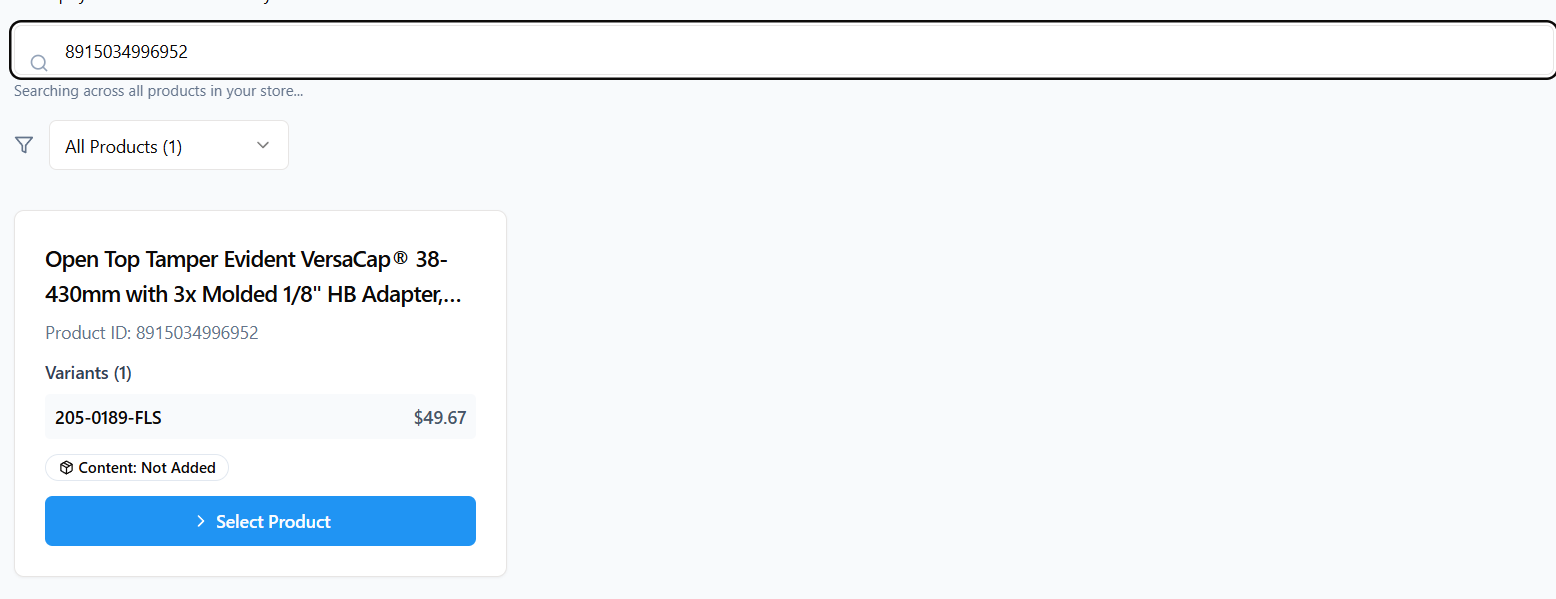 8915034996952
Searching across all products in your store...
All Products (1)
Open Top Tamper Evident VersaCap® 38-
430mm with 3x Molded 1/8" HB Adapter,...
Product ID: 8915034996952
Variants (1)
205-0189-FLS $49.67
Content: Not Added
Select Product